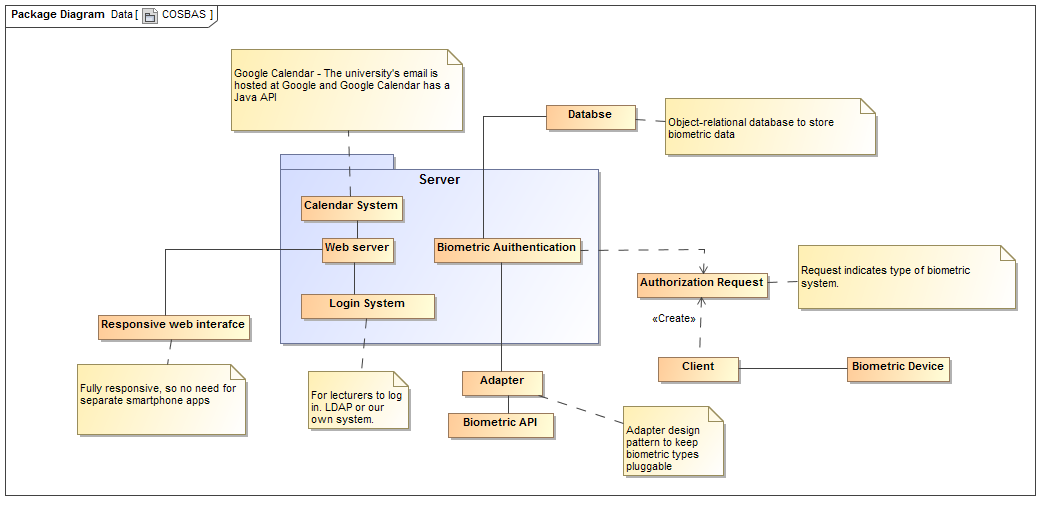 Package Diagram Data [ COSBAS ]
Google Calendar - The university's email is
hosted at Google and Google Calendar has a
Java API
Databse
Object-relational database to store
biometric data
Server
Calendar System
Web server
Biometric Auithentication
Login System
Authorization Request
Request indicates type of biometric
system.
Responsive web interafce
«Create»
Fully responsive, so no need for
separate smartphone apps
For lecturers to log
in. LDAP or our
own system.
Adapter
Biometric API
Client
Biometric Device
Adapter design
pattern to keep
biometric types
pluggable